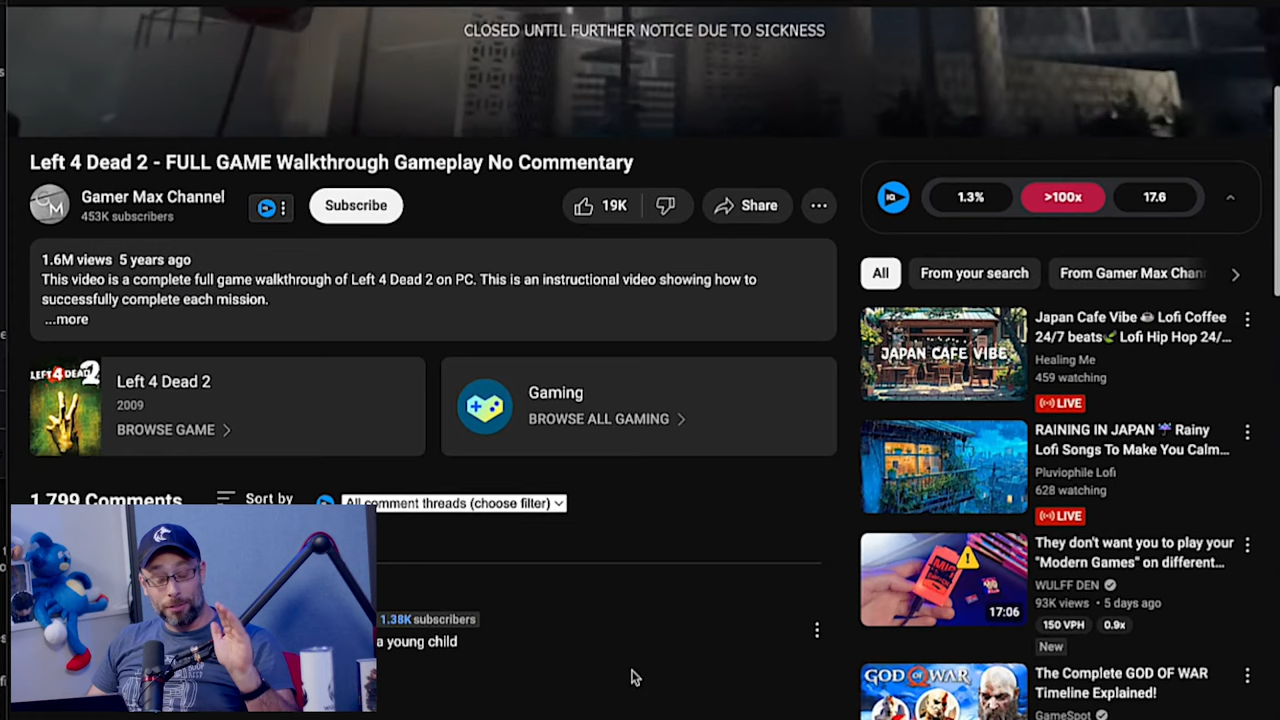 CLOSED UNTIL FURTHER NOTICE DUE TO SICKNESS
Left 4 Dead 2 - FULL GAME Walkthrough Gameplay No Commentary
GM
Gamer Max Channel
453K subscribers
IQ
Subscribe
19K
Share
1.6M views 5 years ago
This video is a complete full game walkthrough of Left 4 Dead 2 on PC. This is an instructional video showing how to
successfully complete each mission.
...more
LEFT 4 DEAD 2
Left 4 Dead 2
2009
BROWSE GAME
Gaming
BROWSE ALL GAMING
1,799 Comments
Sort by
All comment threads (choose filter)
1.38K subscribers
a young child
IQ
1.3%
>100x
17.6
All
From your search
From Gamer Max Chan
JAPAN CAFE VIBE
Japan Cafe Vibe ☕ Lofi Coffee
24/7 beats🌿 Lofi Hip Hop 24/...
Healing Me
459 watching
LIVE
RAINING IN JAPAN ☔ Rainy
Lofi Songs To Make You Calm...
Pluviophile Lofi
628 watching
LIVE
17:06
They don't want you to play your
"Modern Games" on different...
WULFF DEN
93K views • 5 days ago
150 VPH
0.9x
New
GOD OF WAR
The Complete GOD OF WAR
Timeline Explained!
GameSpot